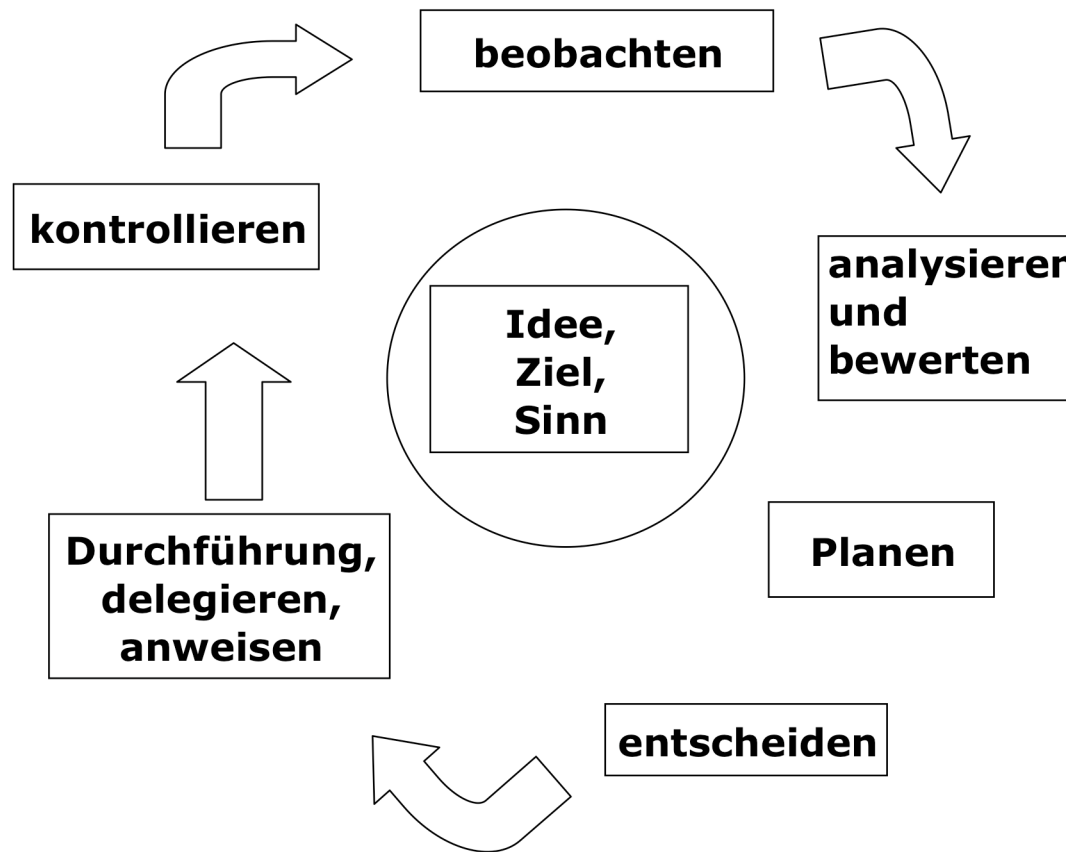 beobachten
kontrollieren
analysieren
und
bewerten
Idee,
Ziel,
Sinn
Planen
Durchführung,
delegieren,
anweisen
entscheiden